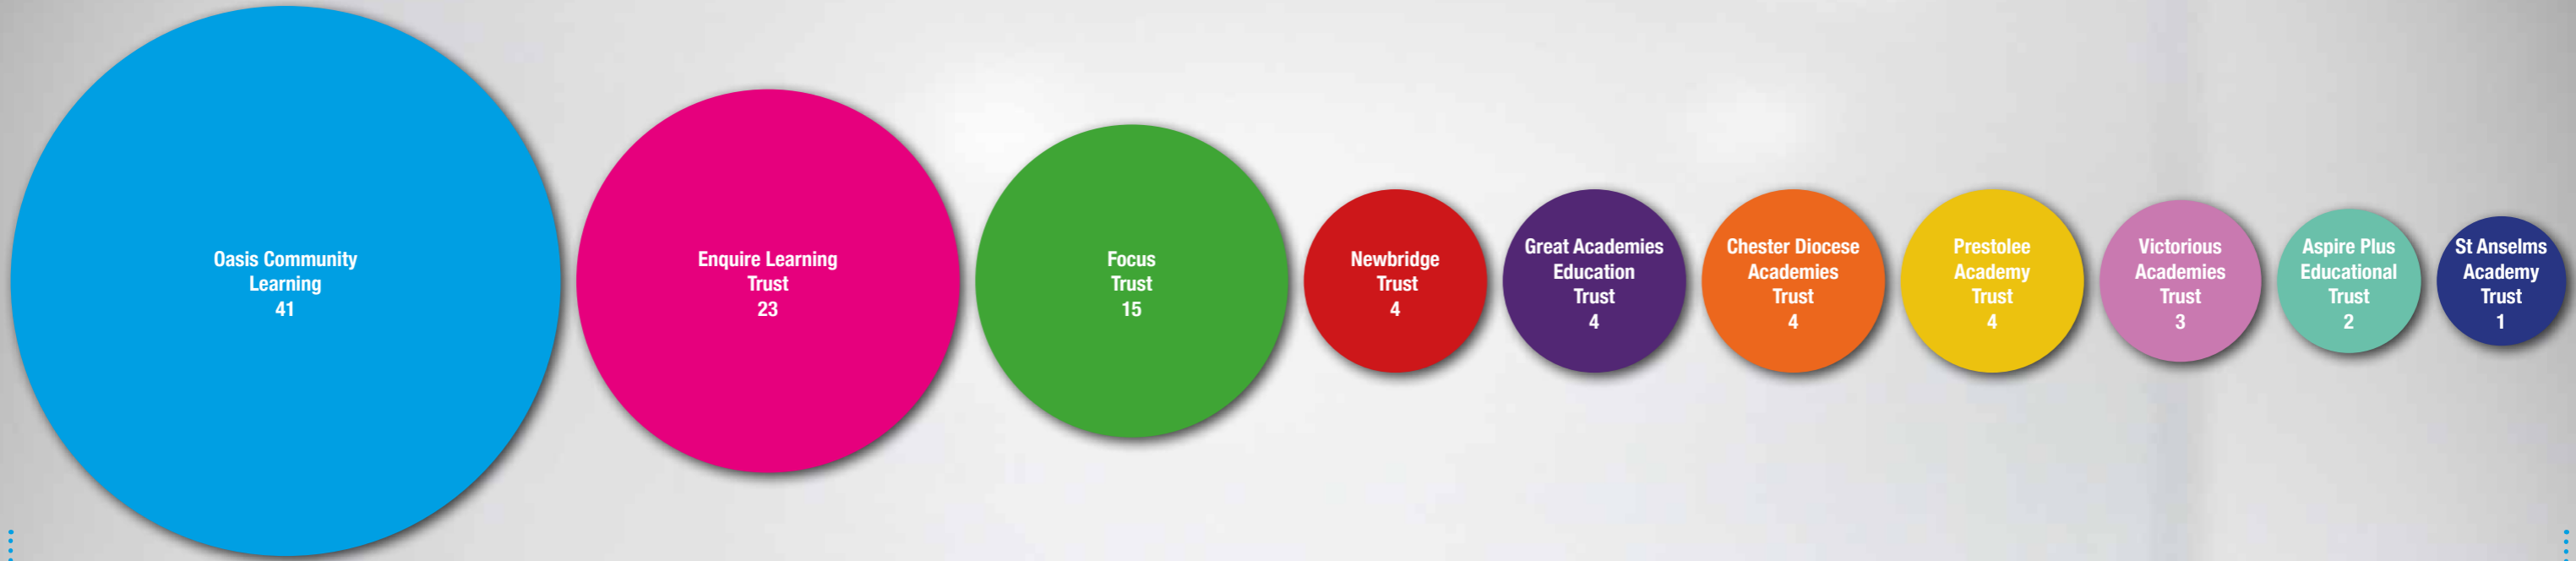 Oasis Community
Learning
41
Enquire Learning
Trust
23
Focus
Trust
15
Newbridge
Trust
4
Great Academies
Education
Trust
4
Chester Diocese
Academies
Trust
4
Prestolee
Academy
Trust
4
Victorious
Academies
Trust
3
Aspire Plus
Educational
Trust
2
St Anselms
Academy
Trust
1